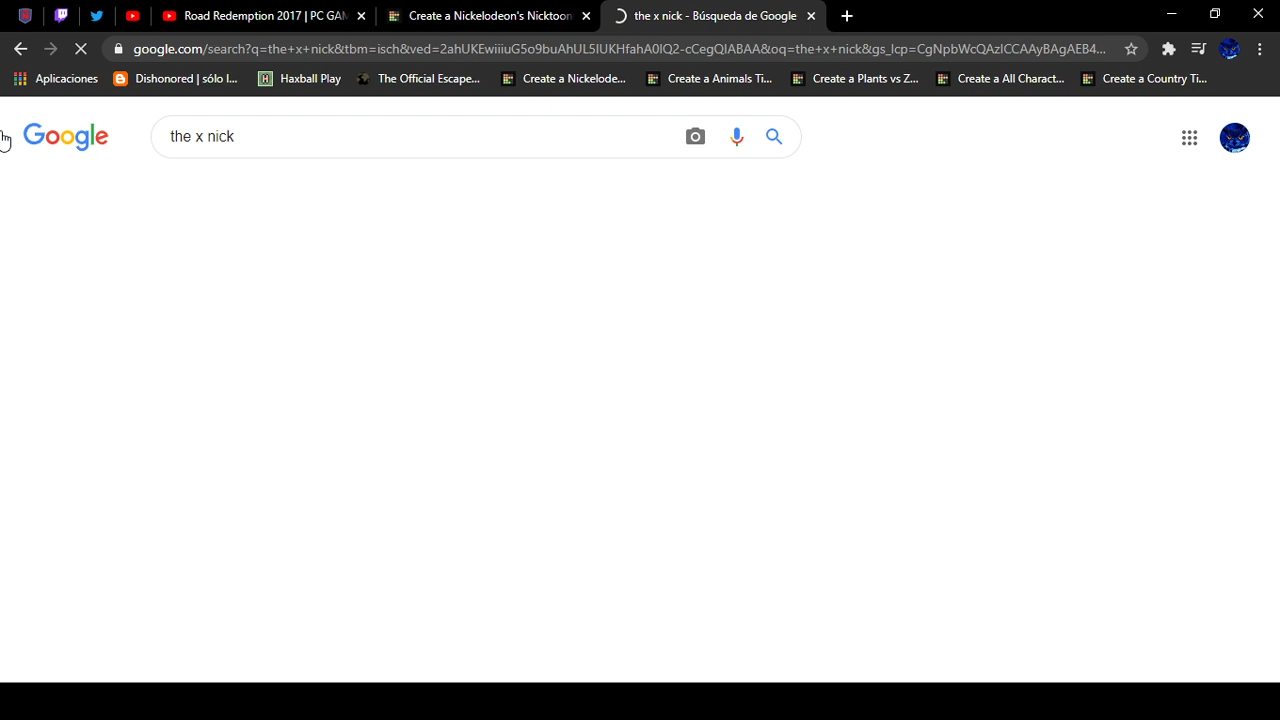 Road Redemption 2017 | PC GAM
Create a Nickelodeon's Nicktoon
the x nick - Búsqueda de Google
google.com/search?q=the+x+nick&tbm=isch&ved=2ahUKEwiiiuG5o9buAhUL5IUKHfahA0IQ2-cCegQIABAA&oq=the+x+nick&gs_lcp=CgNpbWcQAzICCAAyBAgAEB4...
Aplicaciones
Dishonored | sólo l...
Haxball Play
The Official Escape...
Create a Nickelode...
Create a Animals Ti...
Create a Plants vs Z...
Create a All Charact...
Create a Country Ti...
Google
the x nick